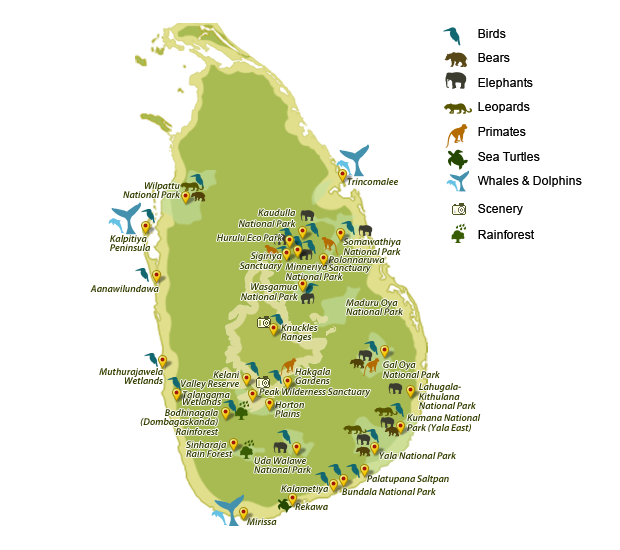 Birds
Bears
Elephants
Leopards
Primates
Sea Turtles
Whales & Dolphins
Scenery
Rainforest
Trincomalee
Wilpattu
National Park
Kaudulla
National Park
Kalpitiya
Peninsula
Hurulu Eco Park
Somawathiya
National Park
Sigiriya
Sanctuary
Polonnaruwa
Sanctuary
Minneriya
National Park
Aanawilundawa
Wasgamua
National Park
Maduru Oya
National Park
Knuckles
Ranges
Muthurajawela
Wetlands
Gal Oya
National Park
Kelani
Valley Reserve
Hakgala
Gardens
Peak Wilderness Sanctuary
Talangama
Wetlands
Lahugala-
Kithulana
National Park
Horton
Plains
Bodhinagala
(Dombagaskanda)
Rainforest
Kumana National
Park (Yala East)
Sinharaja
Rain Forest
Uda Walawe
National Park
Yala National Park
Palatupana Saltpan
Kalametiya
Bundala National Park
Rekawa
Mirissa